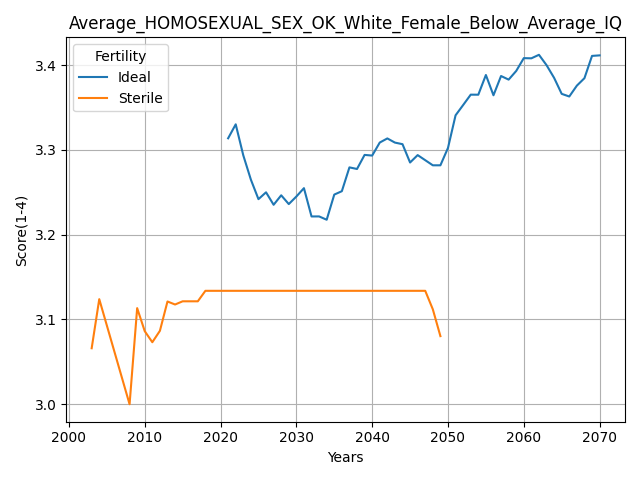 Average_HOMOSEXUAL_SEX_OK_White_Female_Below_Average_IQ
Fertility
Ideal
Sterile
Score(1-4)
3.4
3.3
3.2
3.1
3.0
2000 2010 2020 2030 2040 2050 2060 2070
Years